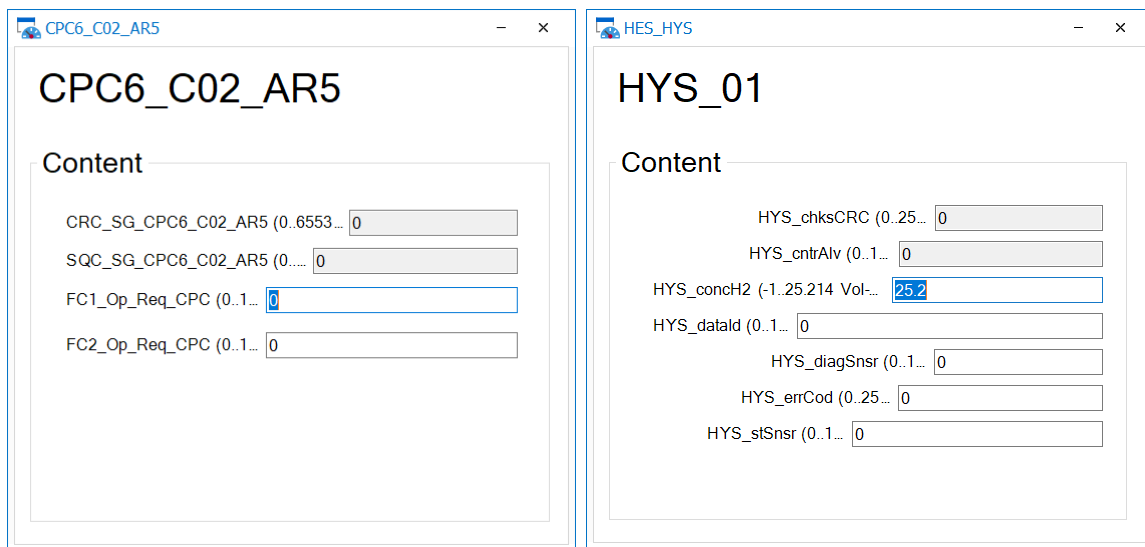 CPC6_C02_AR5
CPC6_C02_AR5
Content
CRC_SG_CPC6_C02_AR5 (0..6553... 0
SQC_SG_CPC6_C02_AR5 (0..... 0
FC1_Op_Req_CPC (0..1... 0
FC2_Op_Req_CPC (0..1... 0
HES_HYS
HYS_01
Content
HYS_chksCRC (0..25... 0
HYS_cntrAlv (0..1... 0
HYS_concH2 (-1..25.214 Vol-... 25.2
HYS_dataId (0..1... 0
HYS_diagSnsr (0..1... 0
HYS_errCod (0..25... 0
HYS_stSnsr (0..1... 0